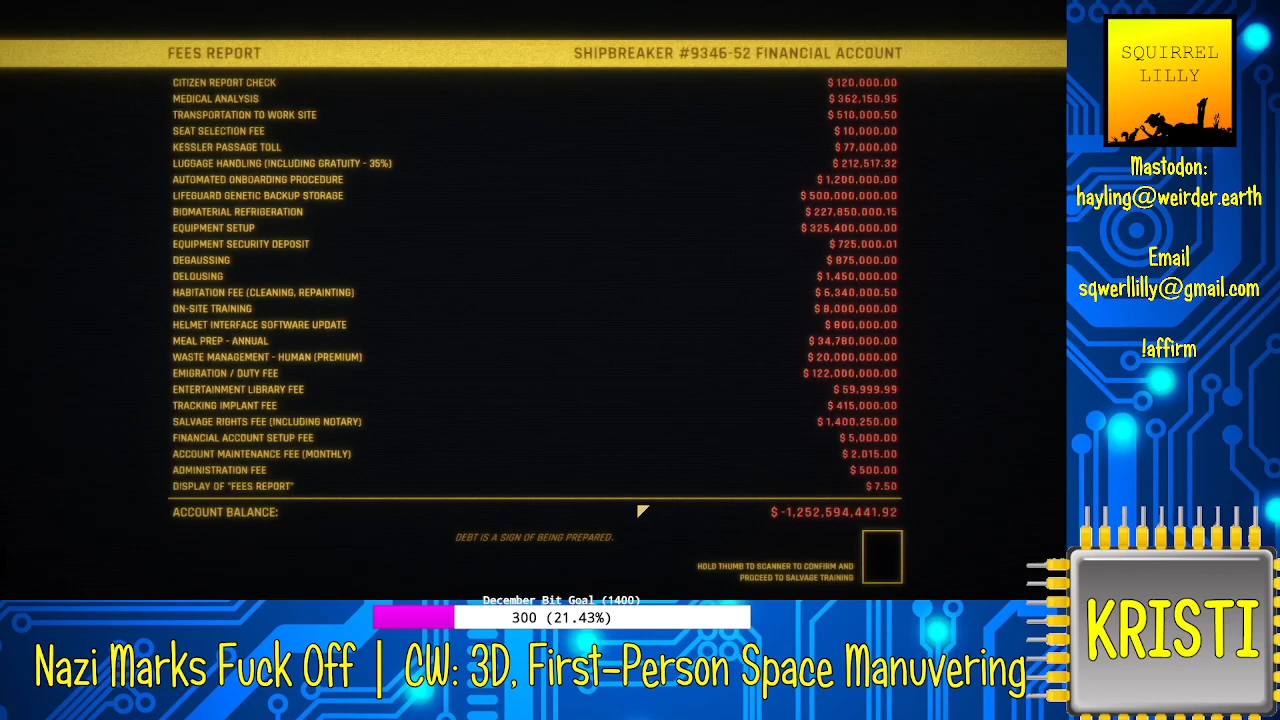 FEES REPORT SHIPBREAKER #9346-52 FINANCIAL ACCOUNT
CITIZEN REPORT CHECK $ 120,000.00
MEDICAL ANALYSIS $ 362,150.95
TRANSPORTATION TO WORK SITE $ 510,000.50
SEAT SELECTION FEE $ 10,000.00
KESSLER PASSAGE TOLL $ 77,000.00
LUGGAGE HANDLING (INCLUDING GRATUITY - 35%) $ 212,517.32
AUTOMATED ONBOARDING PROCEDURE $ 1,200,000.00
LIFEGUARD GENETIC BACKUP STORAGE $ 500,000,000.00
BIOMATERIAL REFRIGERATION $ 227,850,000.15
EQUIPMENT SETUP $ 325,400,000.00
EQUIPMENT SECURITY DEPOSIT $ 725,000.01
DEGAUSSING $ 875,000.00
DELOUSING $ 1,450,000.00
HABITATION FEE (CLEANING, REPAINTING) $ 6,340,000.50
ON-SITE TRAINING $ 8,000,000.00
HELMET INTERFACE SOFTWARE UPDATE $ 800,000.00
MEAL PREP - ANNUAL $ 34,780,000.00
WASTE MANAGEMENT - HUMAN (PREMIUM) $ 20,000,000.00
EMIGRATION / DUTY FEE $ 122,000,000.00
ENTERTAINMENT LIBRARY FEE $ 59,999.99
TRACKING IMPLANT FEE $ 415,000.00
SALVAGE RIGHTS FEE (INCLUDING NOTARY) $ 1,400,250.00
FINANCIAL ACCOUNT SETUP FEE $ 5,000.00
ACCOUNT MAINTENANCE FEE (MONTHLY) $ 2,015.00
ADMINISTRATION FEE $ 500.00
DISPLAY OF "FEES REPORT" $ 7.50
ACCOUNT BALANCE: $ -1,252,594,441.92
DEBT IS A SIGN OF BEING PREPARED.
HOLD THUMB TO SCANNER TO CONFIRM AND
PROCEED TO SALVAGE TRAINING
SQUIRREL
LILLY
Mastodon:
hayling@weirder.earth
Email
sqwerllilly@gmail.com
!affirm
December Bit Goal (1400)
300 (21.43%)
Nazi Marks Fuck Off | CW: 3D, First-Person Space Manuvering
KRISTI